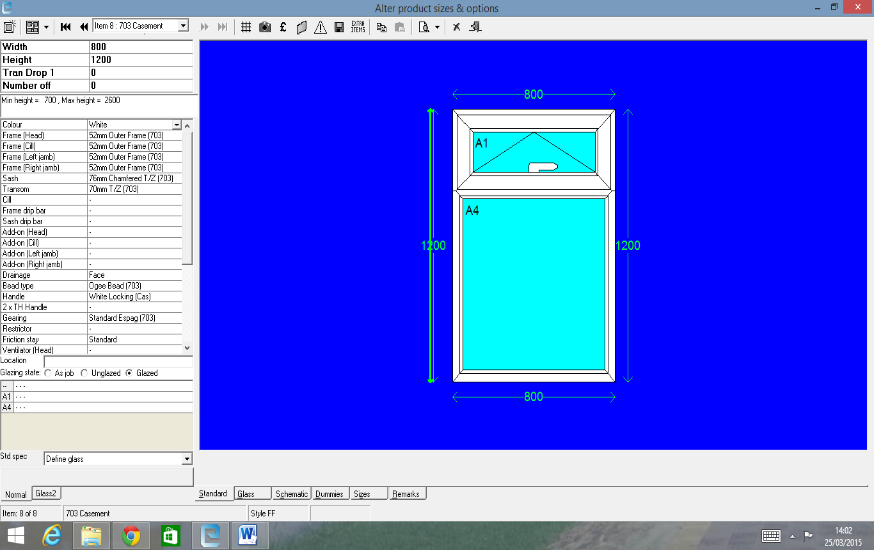 Alter product sizes & options
Item 8 : 703 Casement
£
EXTRA ITEMS
Width 800
Height 1200
Tran Drop 1 0
Number off 0
Min height = 700 , Max height = 2600
Colour White
Frame (Head) 52mm Outer Frame (703)
Frame (Cill) 52mm Outer Frame (703)
Frame (Left jamb) 52mm Outer Frame (703)
Frame (Right jamb) 52mm Outer Frame (703)
Sash 76mm Chamfered T/Z (703)
Transom 70mm T/Z (703)
Cill -
Frame drip bar -
Sash drip bar -
Add-on (Head) -
Add-on (Cill) -
Add-on (Left jamb) -
Add-on (Right jamb) -
Drainage Face
Bead type Ogee Bead (703)
Handle White Locking (Cas)
2 x TH Handle -
Gearing Standard Espag (703)
Restrictor -
Friction stay Standard
Ventilator (Head) -
Location
Glazing state: As job Unglazed Glazed
-- - - -
A1 - - -
A4 - - -
Std spec Define glass
Normal Glass2
800
A1
A4
1200 1200
800
Standard Glass Schematic Dummies Sizes Remarks
Item: 8 of 8 703 Casement Style FF
14:02
25/03/2015